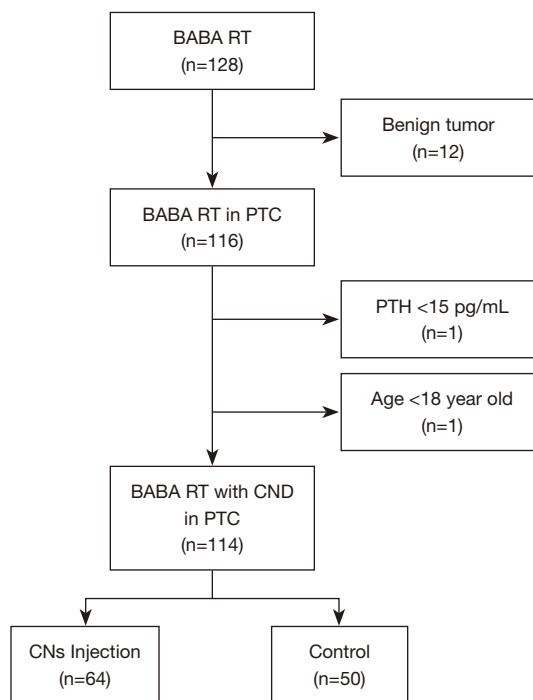 BABA RT
(n=128)
Benign tumor
(n=12)
BABA RT in PTC
(n=116)
PTH <15 pg/mL
(n=1)
Age <18 year old
(n=1)
BABA RT with CND
in PTC
(n=114)
CNs Injection
(n=64)
Control
(n=50)